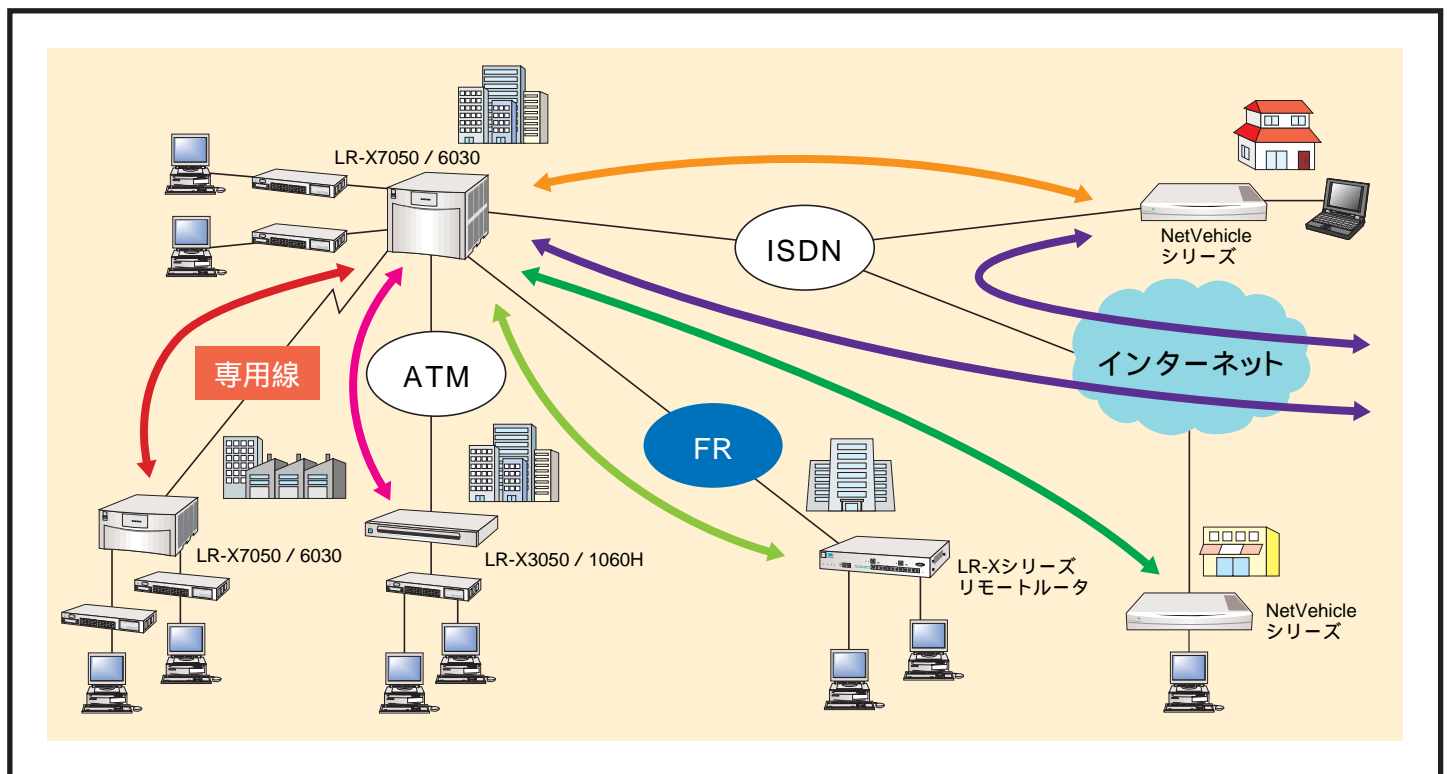 LR-X7050 / 6030
ISDN
NetVehicle
シリーズ
専用線
ATM
インターネット
FR
LR-X7050 / 6030
LR-X3050 / 1060H
LR-Xシリーズ
リモートルータ
NetVehicle
シリーズ